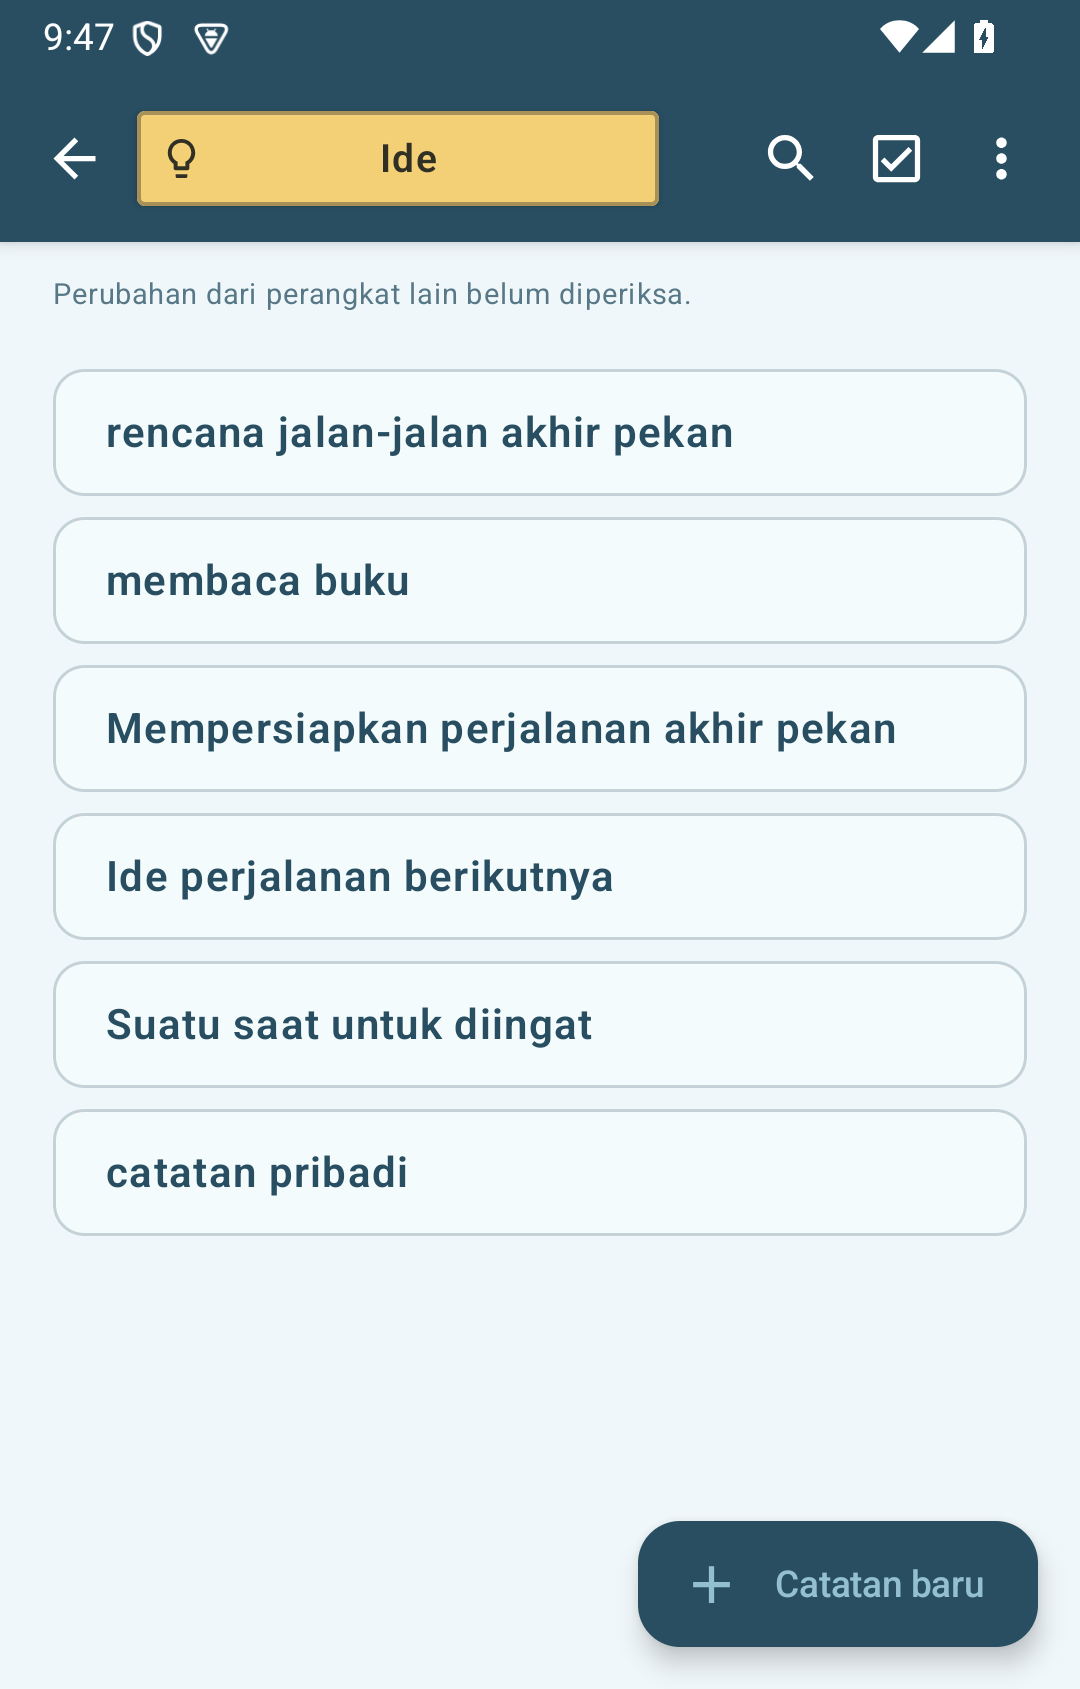 9:47
Ide
Perubahan dari perangkat lain belum diperiksa.
rencana jalan-jalan akhir pekan
membaca buku
Mempersiapkan perjalanan akhir pekan
Ide perjalanan berikutnya
Suatu saat untuk diingat
catatan pribadi
Catatan baru